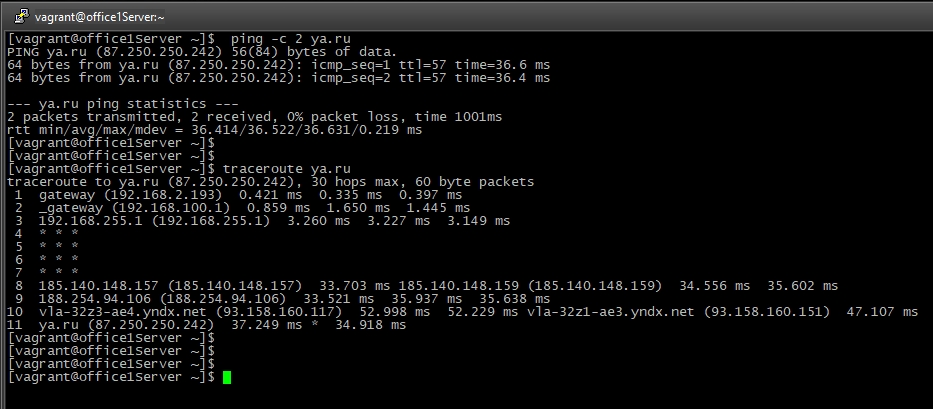 vagrant@office1Server:~
[vagrant@office1Server ~]$  ping -c 2 ya.ru
PING ya.ru (87.250.250.242) 56(84) bytes of data.
64 bytes from ya.ru (87.250.250.242): icmp_seq=1 ttl=57 time=36.6 ms
64 bytes from ya.ru (87.250.250.242): icmp_seq=2 ttl=57 time=36.4 ms
--- ya.ru ping statistics ---
2 packets transmitted, 2 received, 0% packet loss, time 1001ms
rtt min/avg/max/mdev = 36.414/36.522/36.631/0.219 ms
[vagrant@office1Server ~]$
[vagrant@office1Server ~]$
[vagrant@office1Server ~]$ traceroute ya.ru
traceroute to ya.ru (87.250.250.242), 30 hops max, 60 byte packets
 1  gateway (192.168.2.193)  0.421 ms  0.335 ms  0.397 ms
 2  _gateway (192.168.100.1)  0.859 ms  1.650 ms  1.445 ms
 3  192.168.255.1 (192.168.255.1)  3.260 ms  3.227 ms  3.149 ms
 4  * * *
 5  * * *
 6  * * *
 7  * * *
 8  185.140.148.157 (185.140.148.157)  33.703 ms 185.140.148.159 (185.140.148.159)  34.556 ms  35.602 ms
 9  188.254.94.106 (188.254.94.106)  33.521 ms  35.937 ms  35.638 ms
10  vla-32z3-ae4.yndx.net (93.158.160.117)  52.998 ms  52.229 ms vla-32z1-ae3.yndx.net (93.158.160.151)  47.107 ms
11  ya.ru (87.250.250.242)  37.249 ms *  34.918 ms
[vagrant@office1Server ~]$
[vagrant@office1Server ~]$
[vagrant@office1Server ~]$
[vagrant@office1Server ~]$